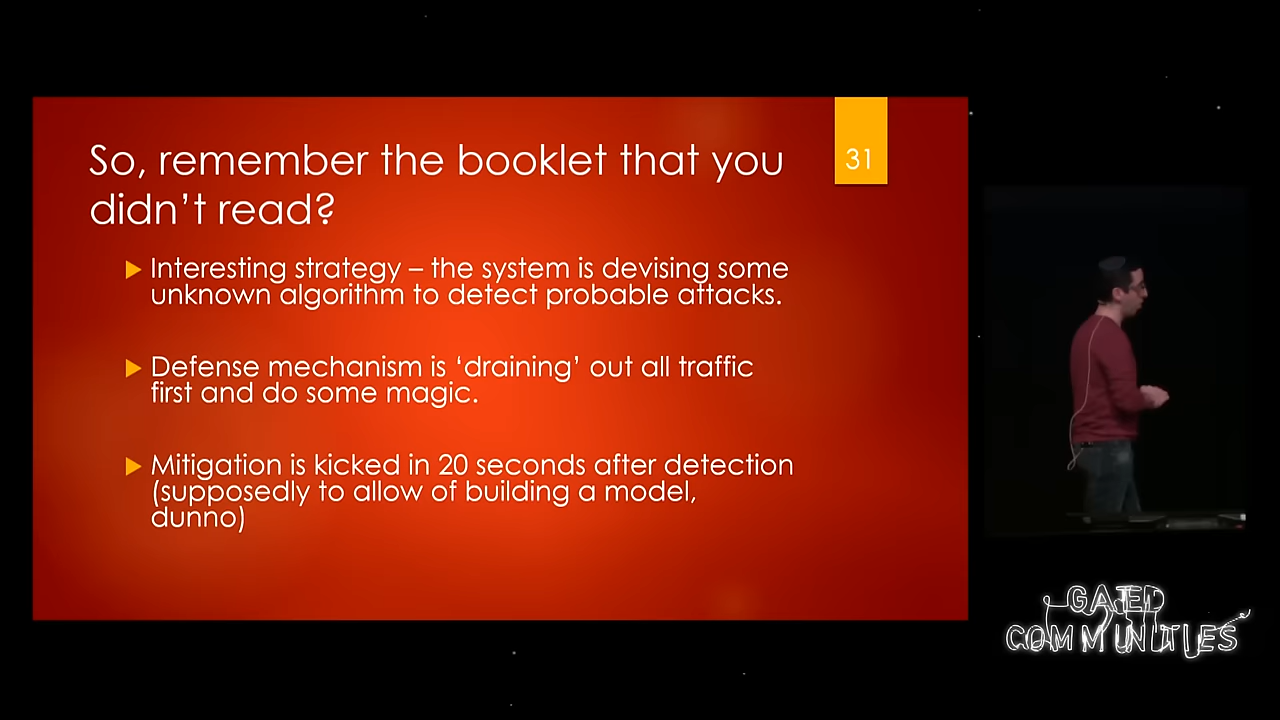 So, remember the booklet that you
didn't read?
31
Interesting strategy – the system is devising some
unknown algorithm to detect probable attacks.
Defense mechanism is 'draining' out all traffic
first and do some magic.
Mitigation is kicked in 20 seconds after detection
(supposedly to allow of building a model,
dunno)
GATED
COMMUNITIES